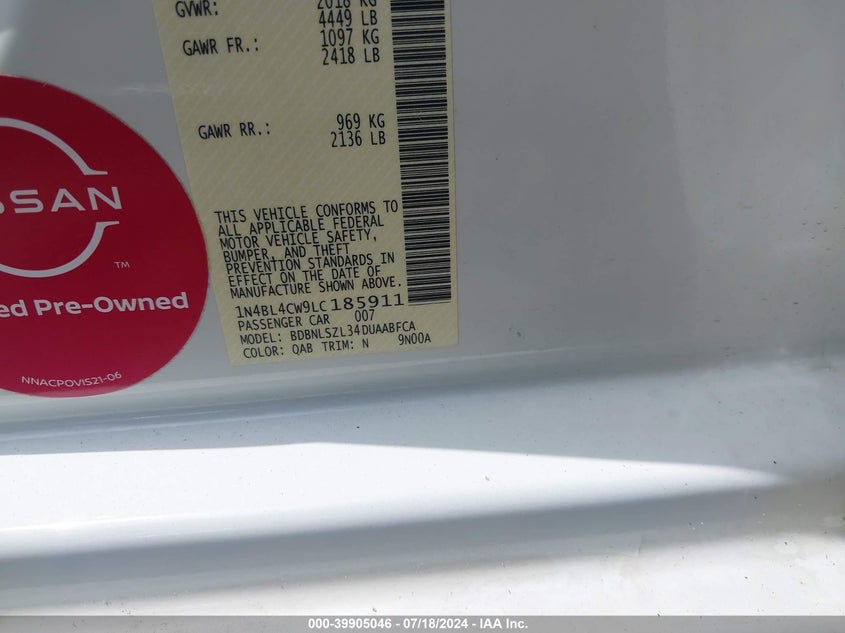 GVWR: 2018 KG
4449 LB
GAWR FR.: 1097 KG
2418 LB
GAWR RR.: 969 KG
2136 LB
THIS VEHICLE CONFORMS TO
ALL APPLICABLE FEDERAL
MOTOR VEHICLE SAFETY,
BUMPER, AND THEFT
PREVENTION STANDARDS IN
EFFECT ON THE DATE OF
MANUFACTURE SHOWN ABOVE.
1N4BL4CW9LC185911
PASSENGER CAR 007
MODEL: BDBNLSZL34DUAABFCA
COLOR: QAB TRIM: N 9N00A
SSAN
TM
ed Pre-Owned
NNACPOVIS21-06
000-39905046 - 07/18/2024 - IAA Inc.